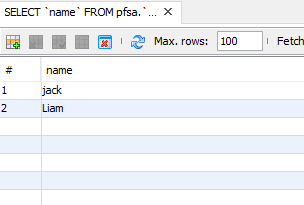 SELECT `name` FROM pfsa.`...
Max. rows: 100 Fetch
# name
1 jack
2 Liam